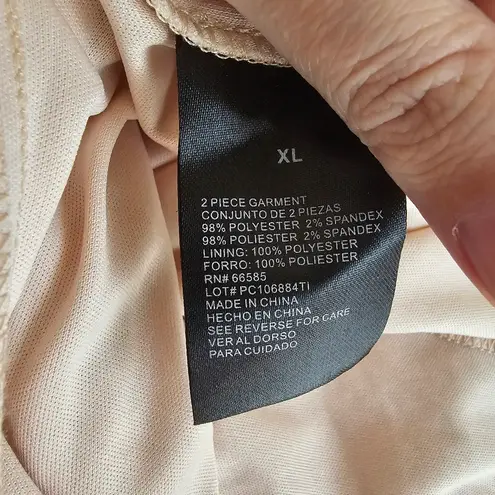 XL
2 PIECE GARMENT
CONJUNTO DE 2 PIEZAS
98% POLYESTER 2% SPANDEX
98% POLIESTER 2% SPANDEX
LINING: 100% POLYESTER
FORRO: 100% POLIESTER
RN# 66585
LOT# PC106884TI
MADE IN CHINA
HECHO EN CHINA
SEE REVERSE FOR CARE
VER AL DORSO
PARA CUIDADO